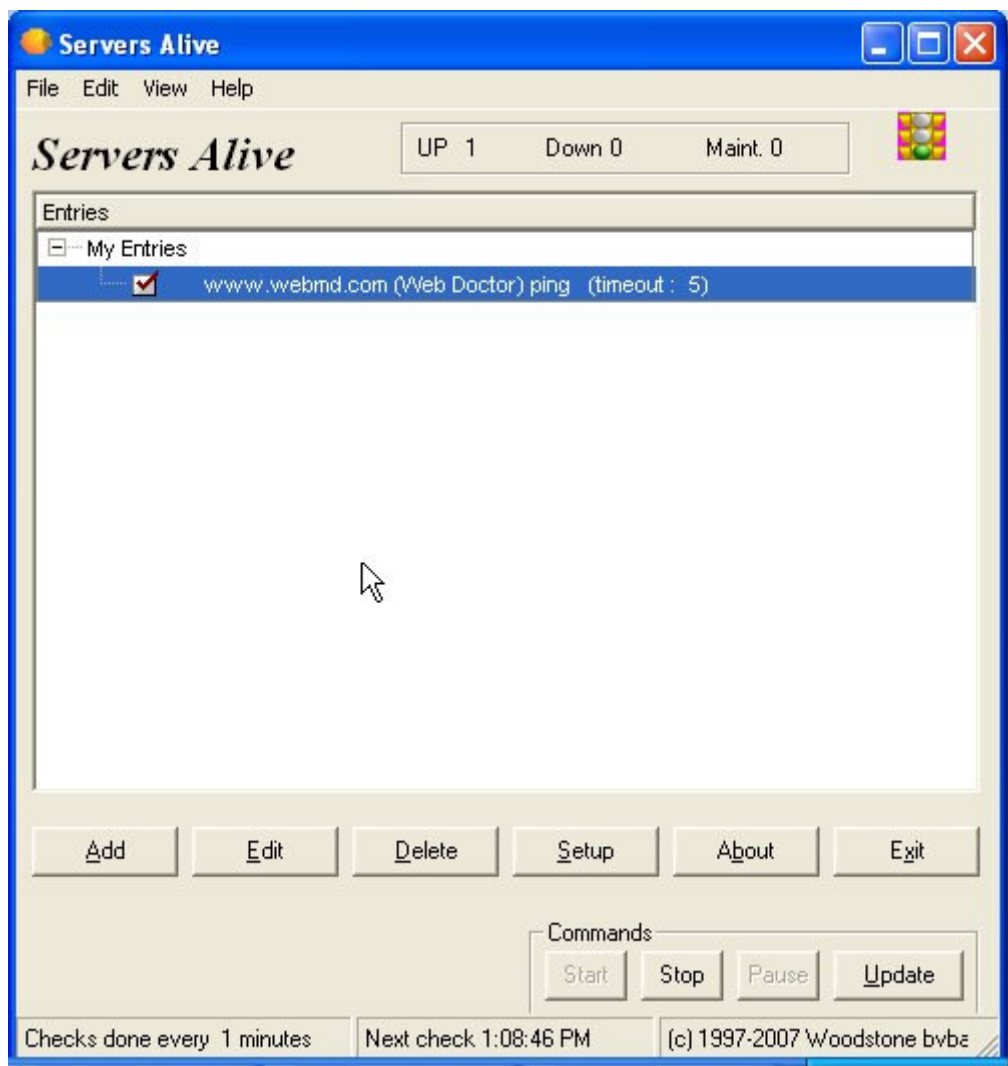 Servers Alive
File Edit View Help
Servers Alive
UP 1 Down 0 Maint. 0
Entries
My Entries
wwww.webmd.com (Web Doctor) ping (timeout : 5)
Add Edit Delete Setup About Exit
Commands
Start Stop Pause Update
Checks done every 1 minutes Next check 1:08:46 PM (c) 1997-2007 Woodstone bvba